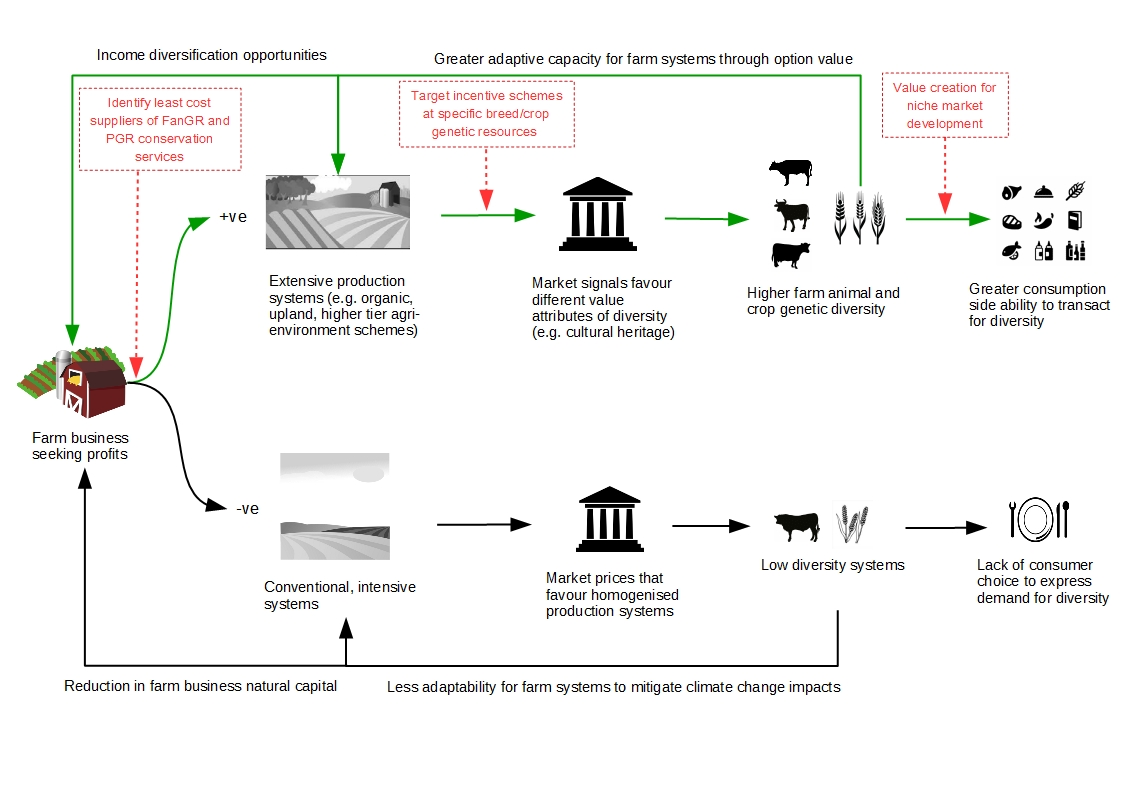 Income diversification opportunities
Greater adaptive capacity for farm systems through option value
Identify least cost
suppliers of FanGR and
PGR conservation
services
Target incentive schemes
at specific breed/crop
genetic resources
Value creation for
niche market
development
+ve
Extensive production
systems (e.g. organic,
upland, higher tier agri-
environment schemes)
Market signals favour
different value
attributes of diversity
(e.g. cultural heritage)
Higher farm animal and
crop genetic diversity
Greater consumption
side ability to transact
for diversity
Farm business
seeking profits
-ve
Conventional, intensive
systems
Market prices that
favour homogenised
production systems
Low diversity systems
Lack of consumer
choice to express
demand for diversity
Reduction in farm business natural capital
Less adaptability for farm systems to mitigate climate change impacts